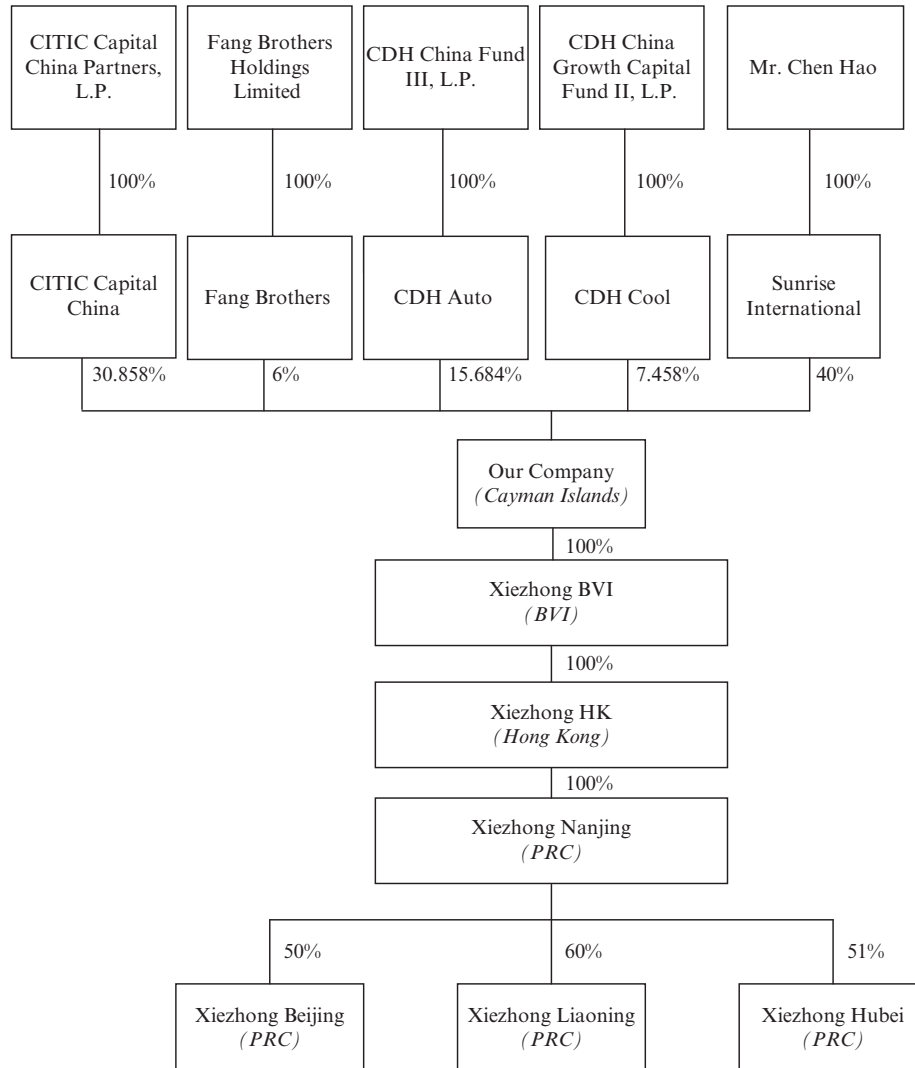 CITIC Capital
China Partners,
L.P.
Fang Brothers
Holdings
Limited
CDH China Fund
III, L.P.
CDH China
Growth Capital
Fund II, L.P.
Mr. Chen Hao
100%
100%
100%
100%
100%
CITIC Capital
China
Fang Brothers
CDH Auto
CDH Cool
Sunrise
International
30.858%
6%
15.684%
7.458%
40%
Our Company
(Cayman Islands)
100%
Xiezhong BVI
(BVI)
100%
Xiezhong HK
(Hong Kong)
100%
Xiezhong Nanjing
(PRC)
50%
60%
51%
Xiezhong Beijing
(PRC)
Xiezhong Liaoning
(PRC)
Xiezhong Hubei
(PRC)